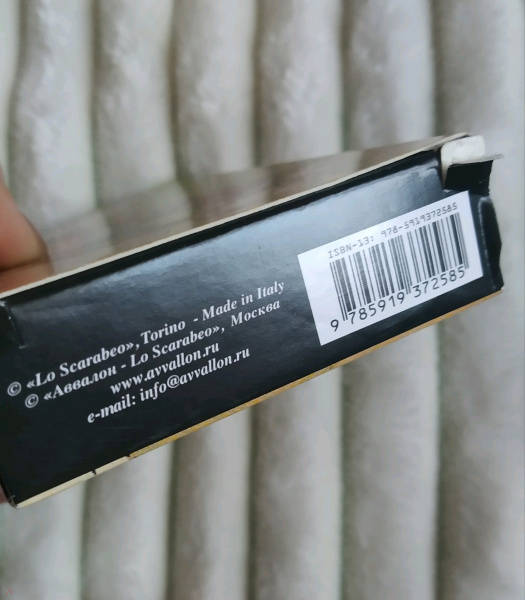 © «Lo Scarabeo», Torino - Made in Italy
© «Аввалон - Lo Scarabeo», Москва
www.avvallon.ru
e-mail: info@avvallon.ru
ISBN-13: 978-5919372585
9 785919 372585